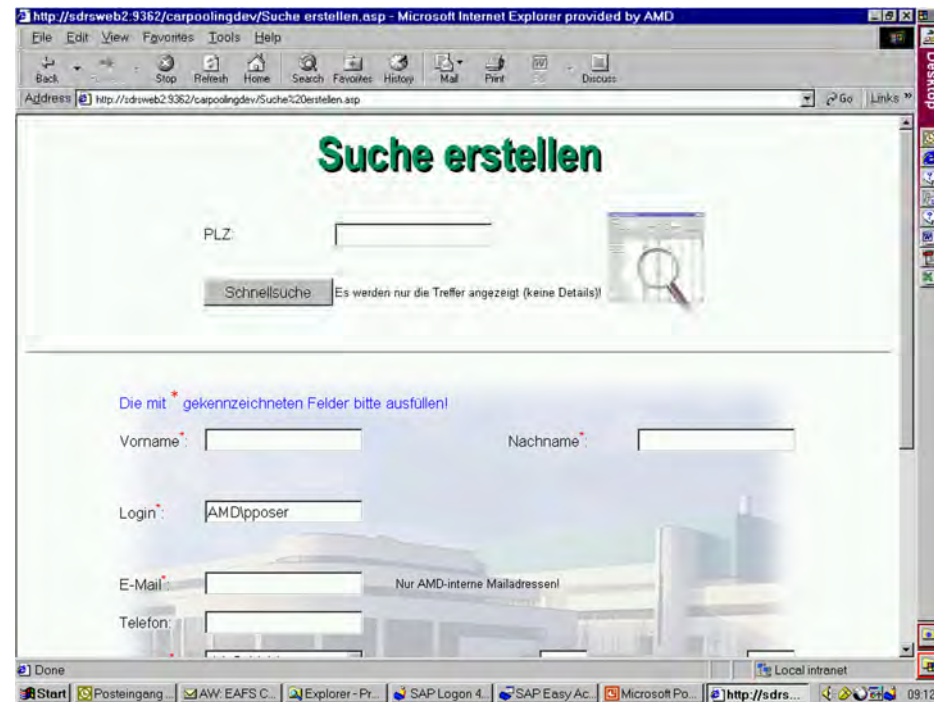 http://sdrsweb2.9362/carpoolingdev/Suche erstellen.asp - Microsoft Internet Explorer provided by AMD
File Edit View Favorites Tools Help
Back Stop Refresh Home Search Favorites History Mail Print Discuss
Address http://sdrsweb2.9362/carpoolingdev/Suche%20erstellen.asp Go Links »
Desktop
Suche erstellen
PLZ:
Schnellsuche Es werden nur die Treffer angezeigt (keine Details)!
Die mit * gekennzeichneten Felder bitte ausfüllen!
Vorname*: Nachname*:
Login*: AMD\pposer
E-Mail*: Nur AMD-interne Mailadressen!
Telefon:
Done Local intranet
Start Posteingang ... AW: EAFS C... Explorer - Pr... SAP Logon 4... SAP Easy Ac... Microsoft Po... http://sdrs... 09:12